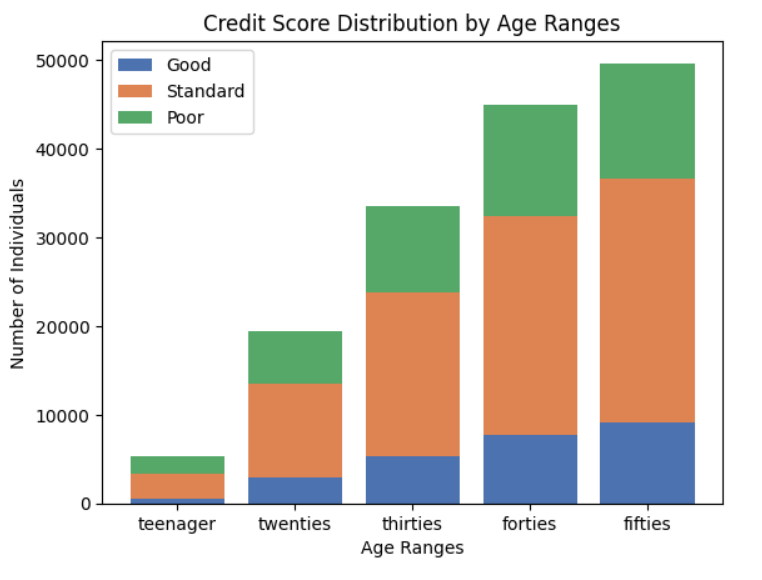 Credit Score Distribution by Age Ranges
Good
Standard
Poor
Number of Individuals
50000
40000
30000
20000
10000
0
teenager twenties thirties forties fifties
Age Ranges